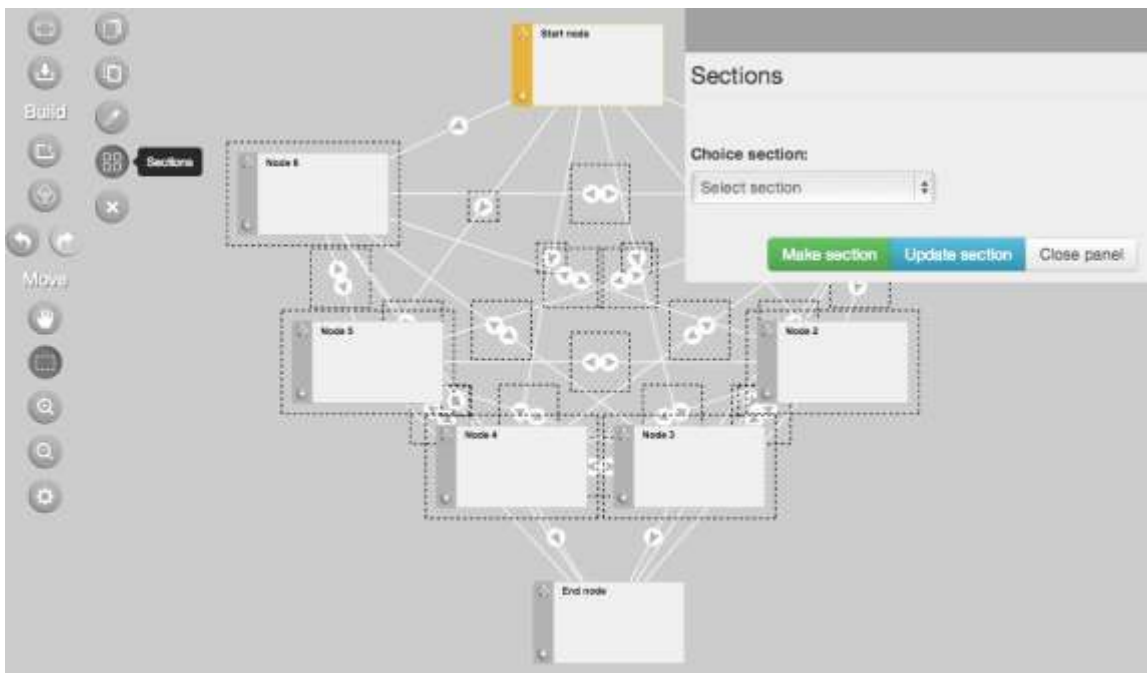 Start node
Sections
Build
Choice section:
Sections
Node 6
Select section
Make section
Update section
Close panel
Move
Node 5
Node 2
Node 4
Node 3
End node